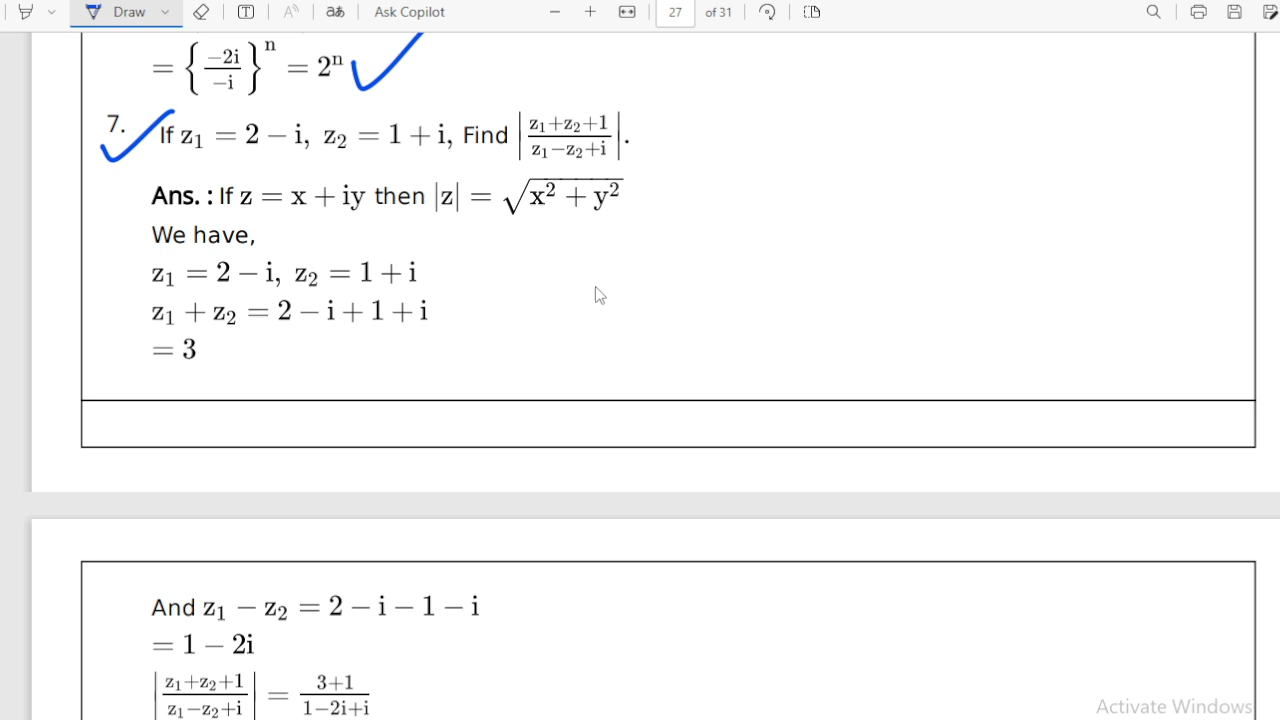 Draw
Ask Copilot
27 of 31
= {−2i/−i}ⁿ = 2ⁿ
7. If z₁ = 2 − i, z₂ = 1 + i, Find |z₁+z₂+1/z₁−z₂+i|.
Ans. : If z = x + iy then |z| = √x² + y²
We have,
z₁ = 2 − i, z₂ = 1 + i
z₁ + z₂ = 2 − i + 1 + i
= 3
And z₁ − z₂ = 2 − i − 1 − i
= 1 − 2i
|z₁+z₂+1/z₁−z₂+i| = 3+1/1−2i+i
Activate Windows